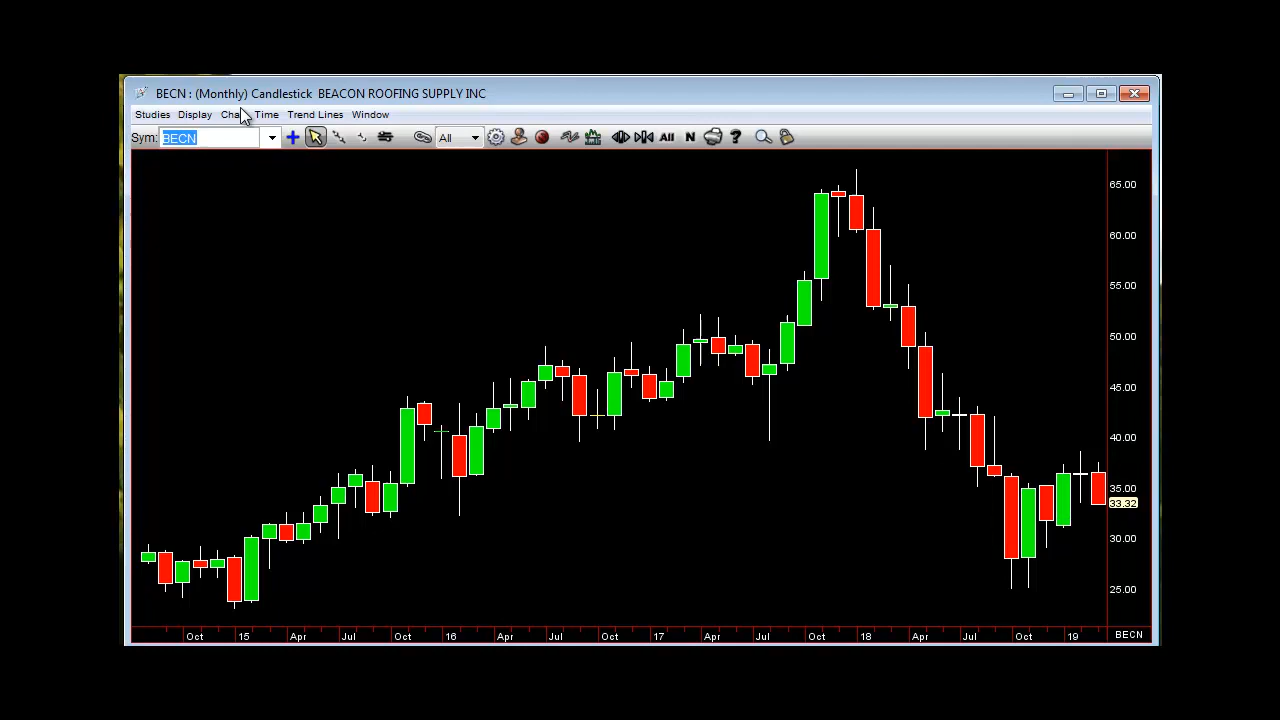 BECN : (Monthly) Candlestick BEACON ROOFING SUPPLY INC
Studies Display Time Trend Lines Window
Sym: BECN All All N ?
65.00
60.00
55.00
50.00
45.00
40.00
35.00
33.32
30.00
25.00
Oct 15 Apr Jul Oct 16 Apr Jul Oct 17 Apr Jul Oct 18 Apr Jul Oct 19 BECN